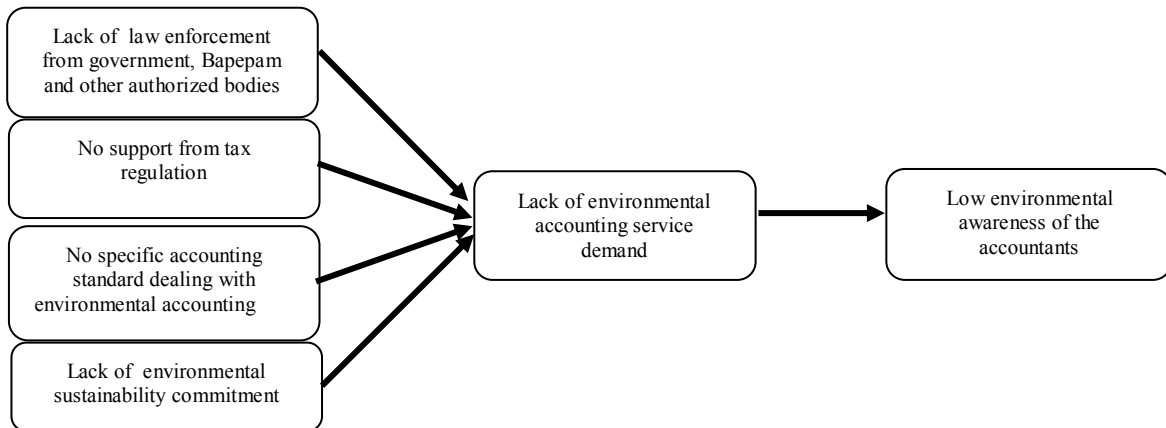 Lack of law enforcement
from government, Bapepam
and other authorized bodies
No support from tax
regulation
No specific accounting
standard dealing with
environmental accounting
Lack of environmental
sustainability commitment
Lack of environmental
accounting service
demand
Low environmental
awareness of the
accountants